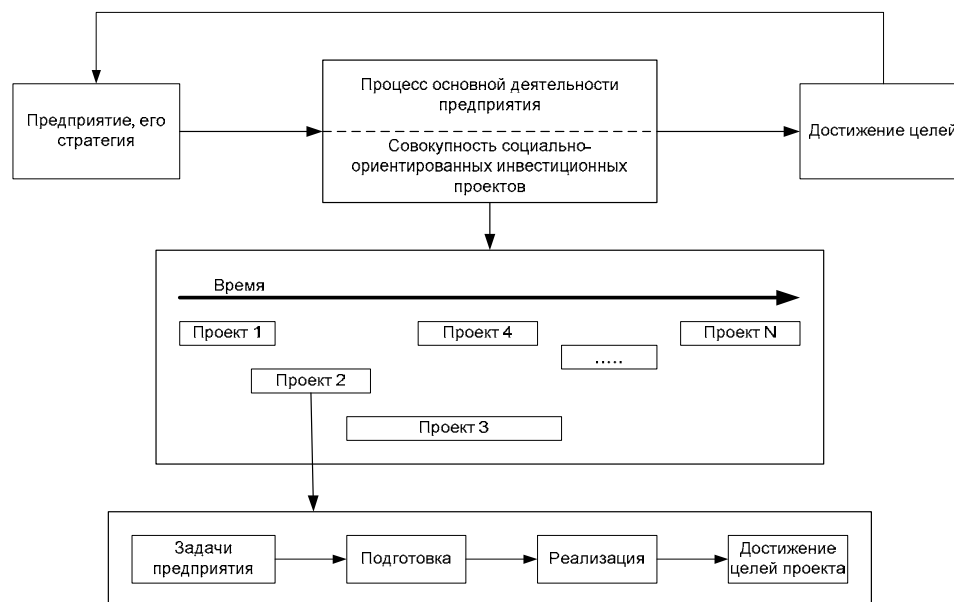 Предприятие, его
стратегия
Процесс основной деятельности
предприятия
Совокупность социально-
ориентированных инвестиционных
проектов
Достижение целей
Время
Проект 1
Проект 4
Проект N
.....
Проект 2
Проект 3
Задачи
предприятия
Подготовка
Реализация
Достижение
целей проекта